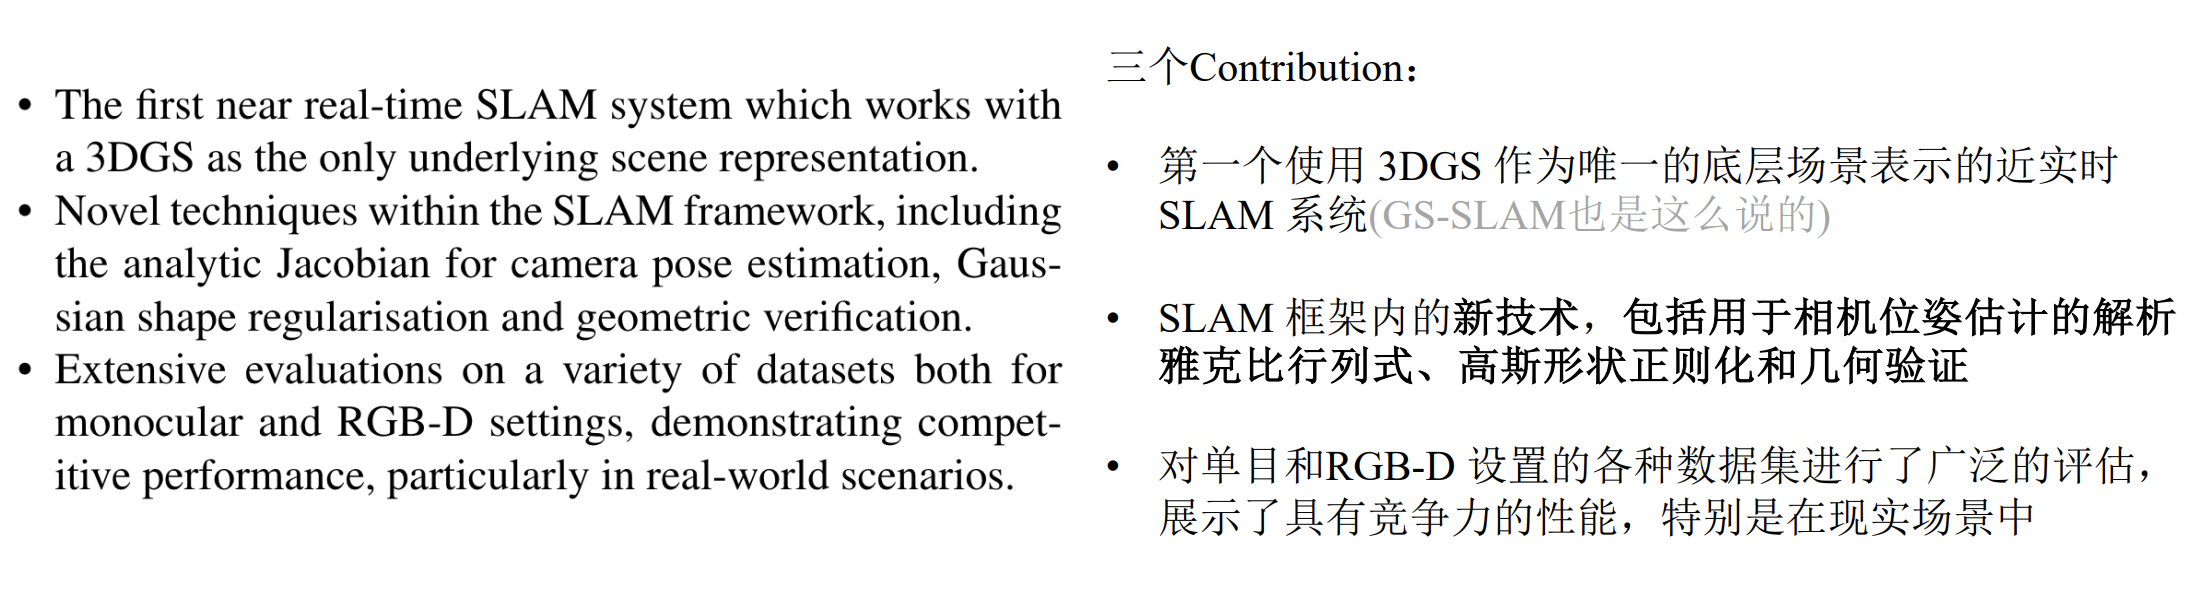 • The first near real-time SLAM system which works with
a 3DGS as the only underlying scene representation.
• Novel techniques within the SLAM framework, including
the analytic Jacobian for camera pose estimation, Gaus-
sian shape regularisation and geometric verification.
• Extensive evaluations on a variety of datasets both for
monocular and RGB-D settings, demonstrating compet-
itive performance, particularly in real-world scenarios.
三个Contribution：
• 第一个使用 3DGS 作为唯一的底层场景表示的近实时
SLAM 系统(GS-SLAM也是这么说的)
• SLAM 框架内的新技术，包括用于相机位姿估计的解析
雅克比行列式、高斯形状正则化和几何验证
• 对单目和RGB-D 设置的各种数据集进行了广泛的评估，
展示了具有竞争力的性能，特别是在现实场景中